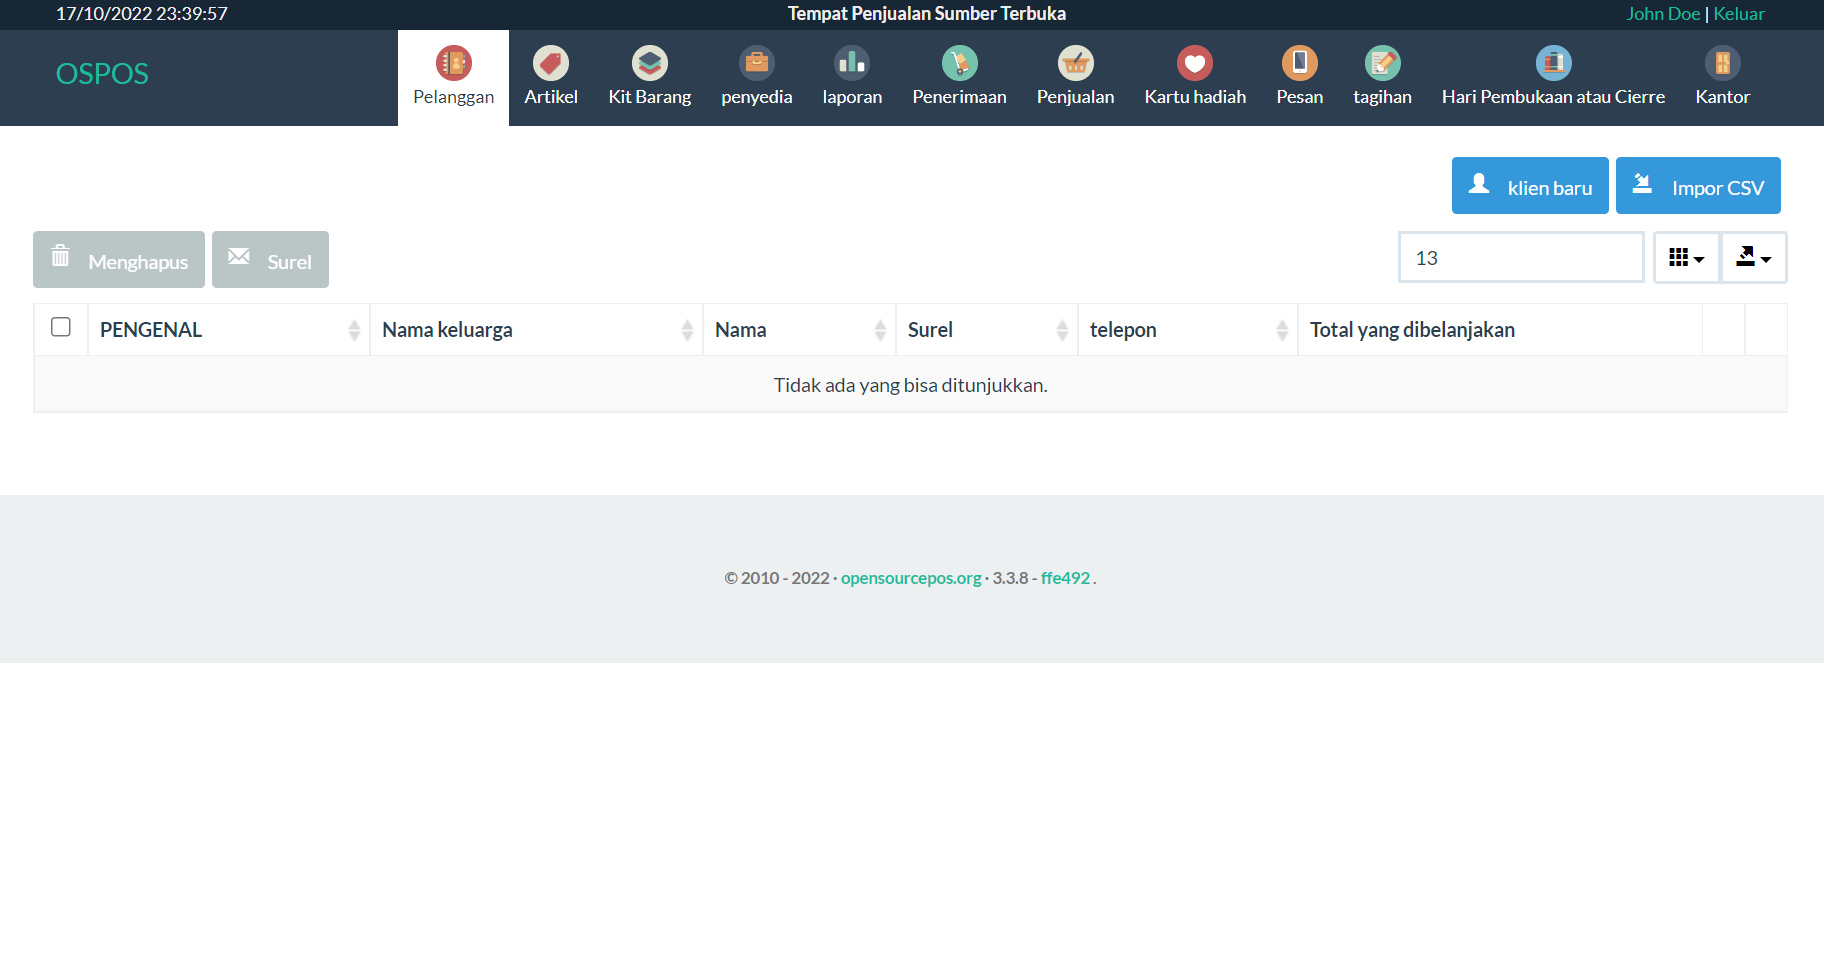 17/10/2022 23:39:57
Tempat Penjualan Sumber Terbuka
John Doe | Keluar
OSPOS
Pelanggan
Artikel
Kit Barang
penyedia
laporan
Penerimaan
Penjualan
Kartu hadiah
Pesan
tagihan
Hari Pembukaan atau Cierre
Kantor
klien baru
Impor CSV
Menghapus
Surel
13
PENGENAL
Nama keluarga
Nama
Surel
telepon
Total yang dibelanjakan
Tidak ada yang bisa ditunjukkan.
© 2010 - 2022 · opensourcepos.org · 3.3.8 - ffe492 .